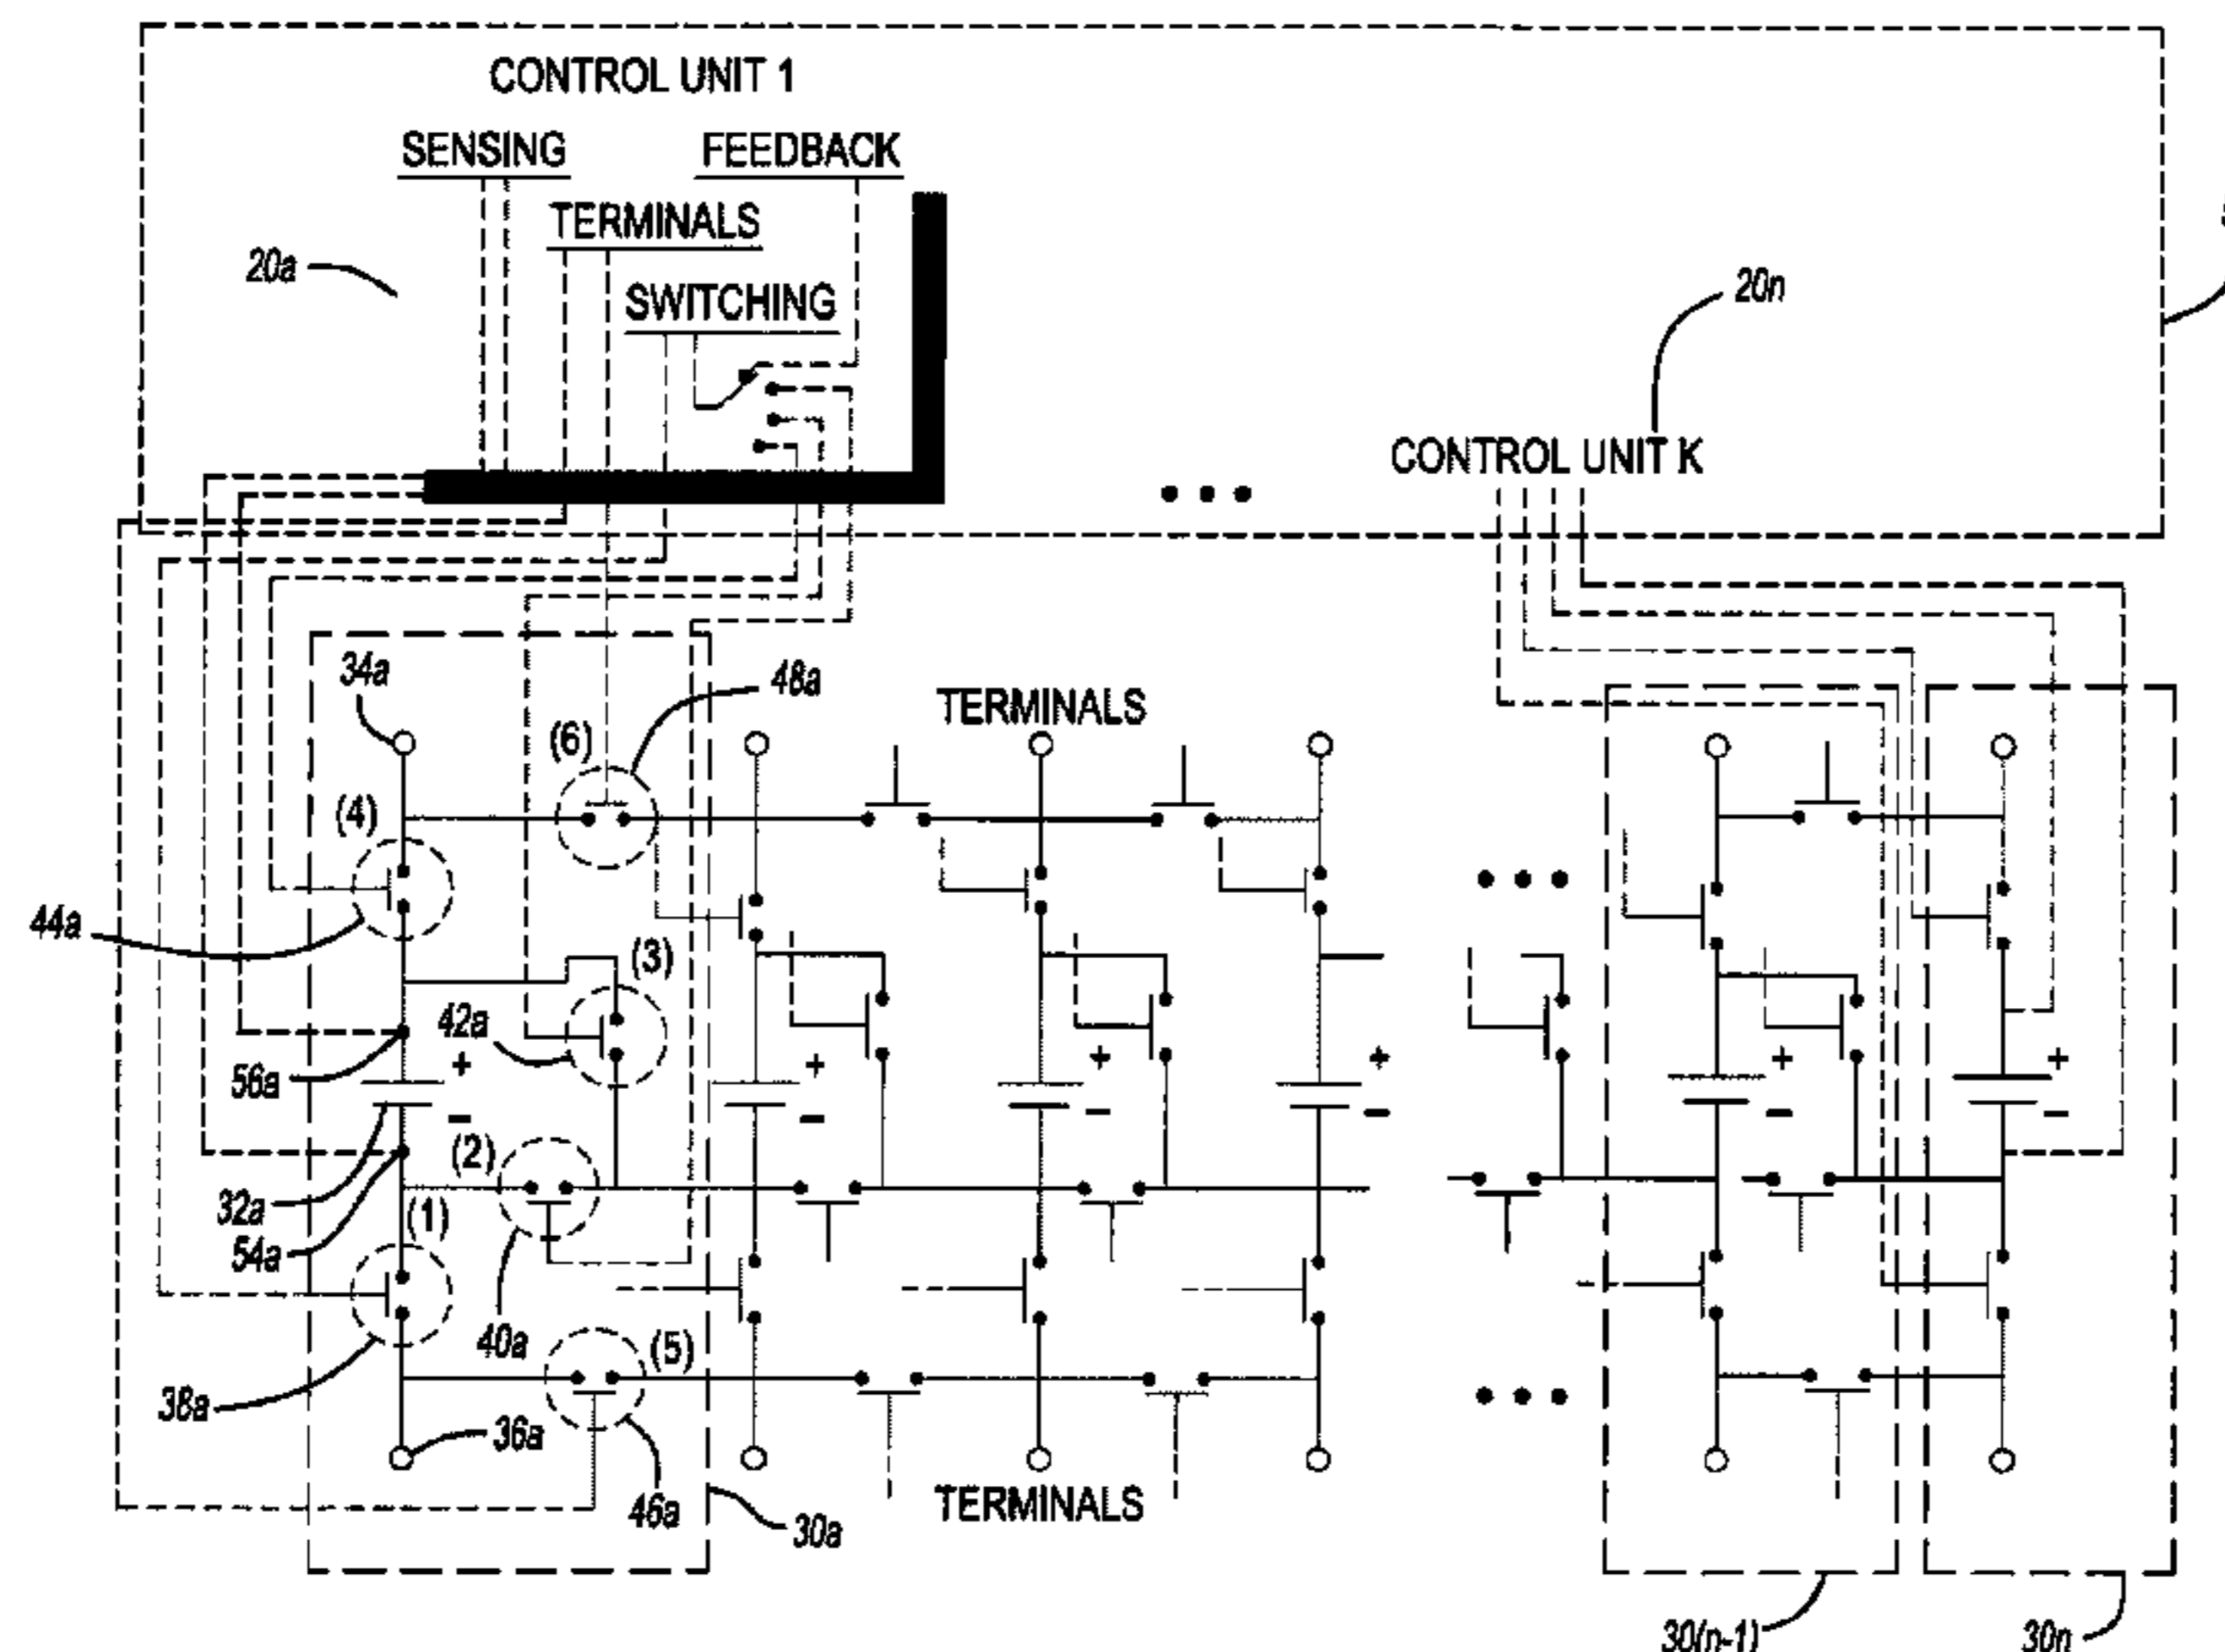 CONTROL UNIT 1
SENSING FEEDBACK
TERMINALS
20a
SWITCHING
20n
CONTROL UNIT K
34a
48a
(6)
TERMINALS
(4)
44a
(3)
42a
56a
+ + + + + +
- - - - - -
(2)
32a
(1)
54a
40a
(5)
38a
36a
46a
TERMINALS
30a
30(n-1)
30n